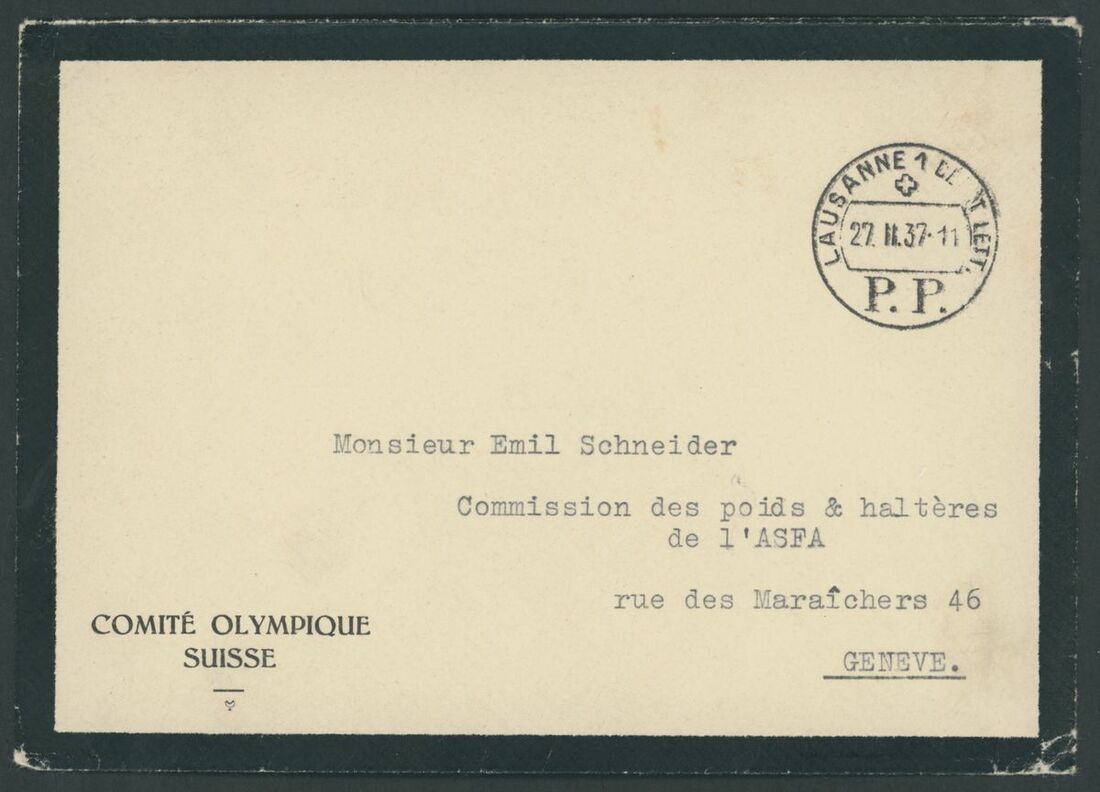 LAUSANNE 1 LETT.
27. II. 37-11
P. P.
Monsieur Emil Schneider
Commission des poids & haltères
de l'ASFA
rue des Maraîchers 46
GENEVE.
COMITÉ OLYMPIQUE
SUISSE